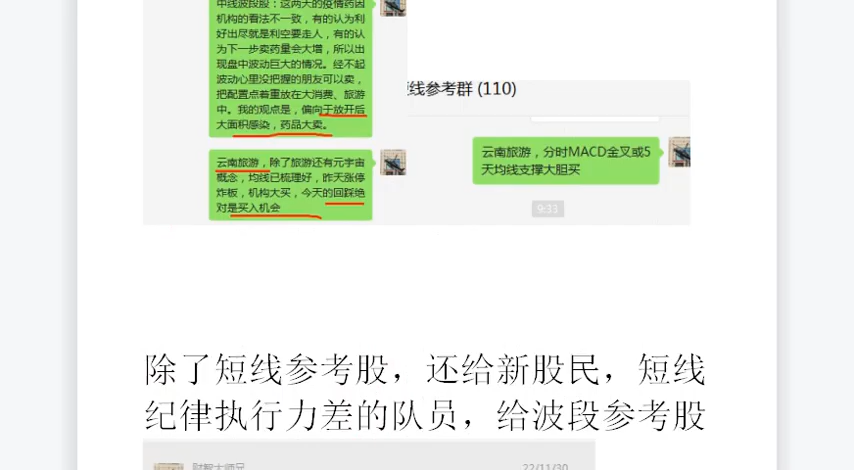 中线波段股：这两天的疫情药因
机构的看法不一致，有的认为利
好出尽就是利空要走人，有的认
为下一步卖药量会大增，所以出
现盘中波动巨大的情况。经不起
波动心里没把握的朋友可以卖，
把配置点着重放在大消费、旅游
中。我的观点是，偏向于放开后
大面积感染，药品大卖。
云南旅游，除了旅游还有元宇宙
概念，均线已梳理好，昨天涨停
炸板，机构大买，今天的回踩绝
对是买入机会
线参考群 (110)
云南旅游，分时MACD金叉或5
天均线支撑大胆买
9:33
除了短线参考股，还给新股民，短线
纪律执行力差的队员，给波段参考股
22/11/30